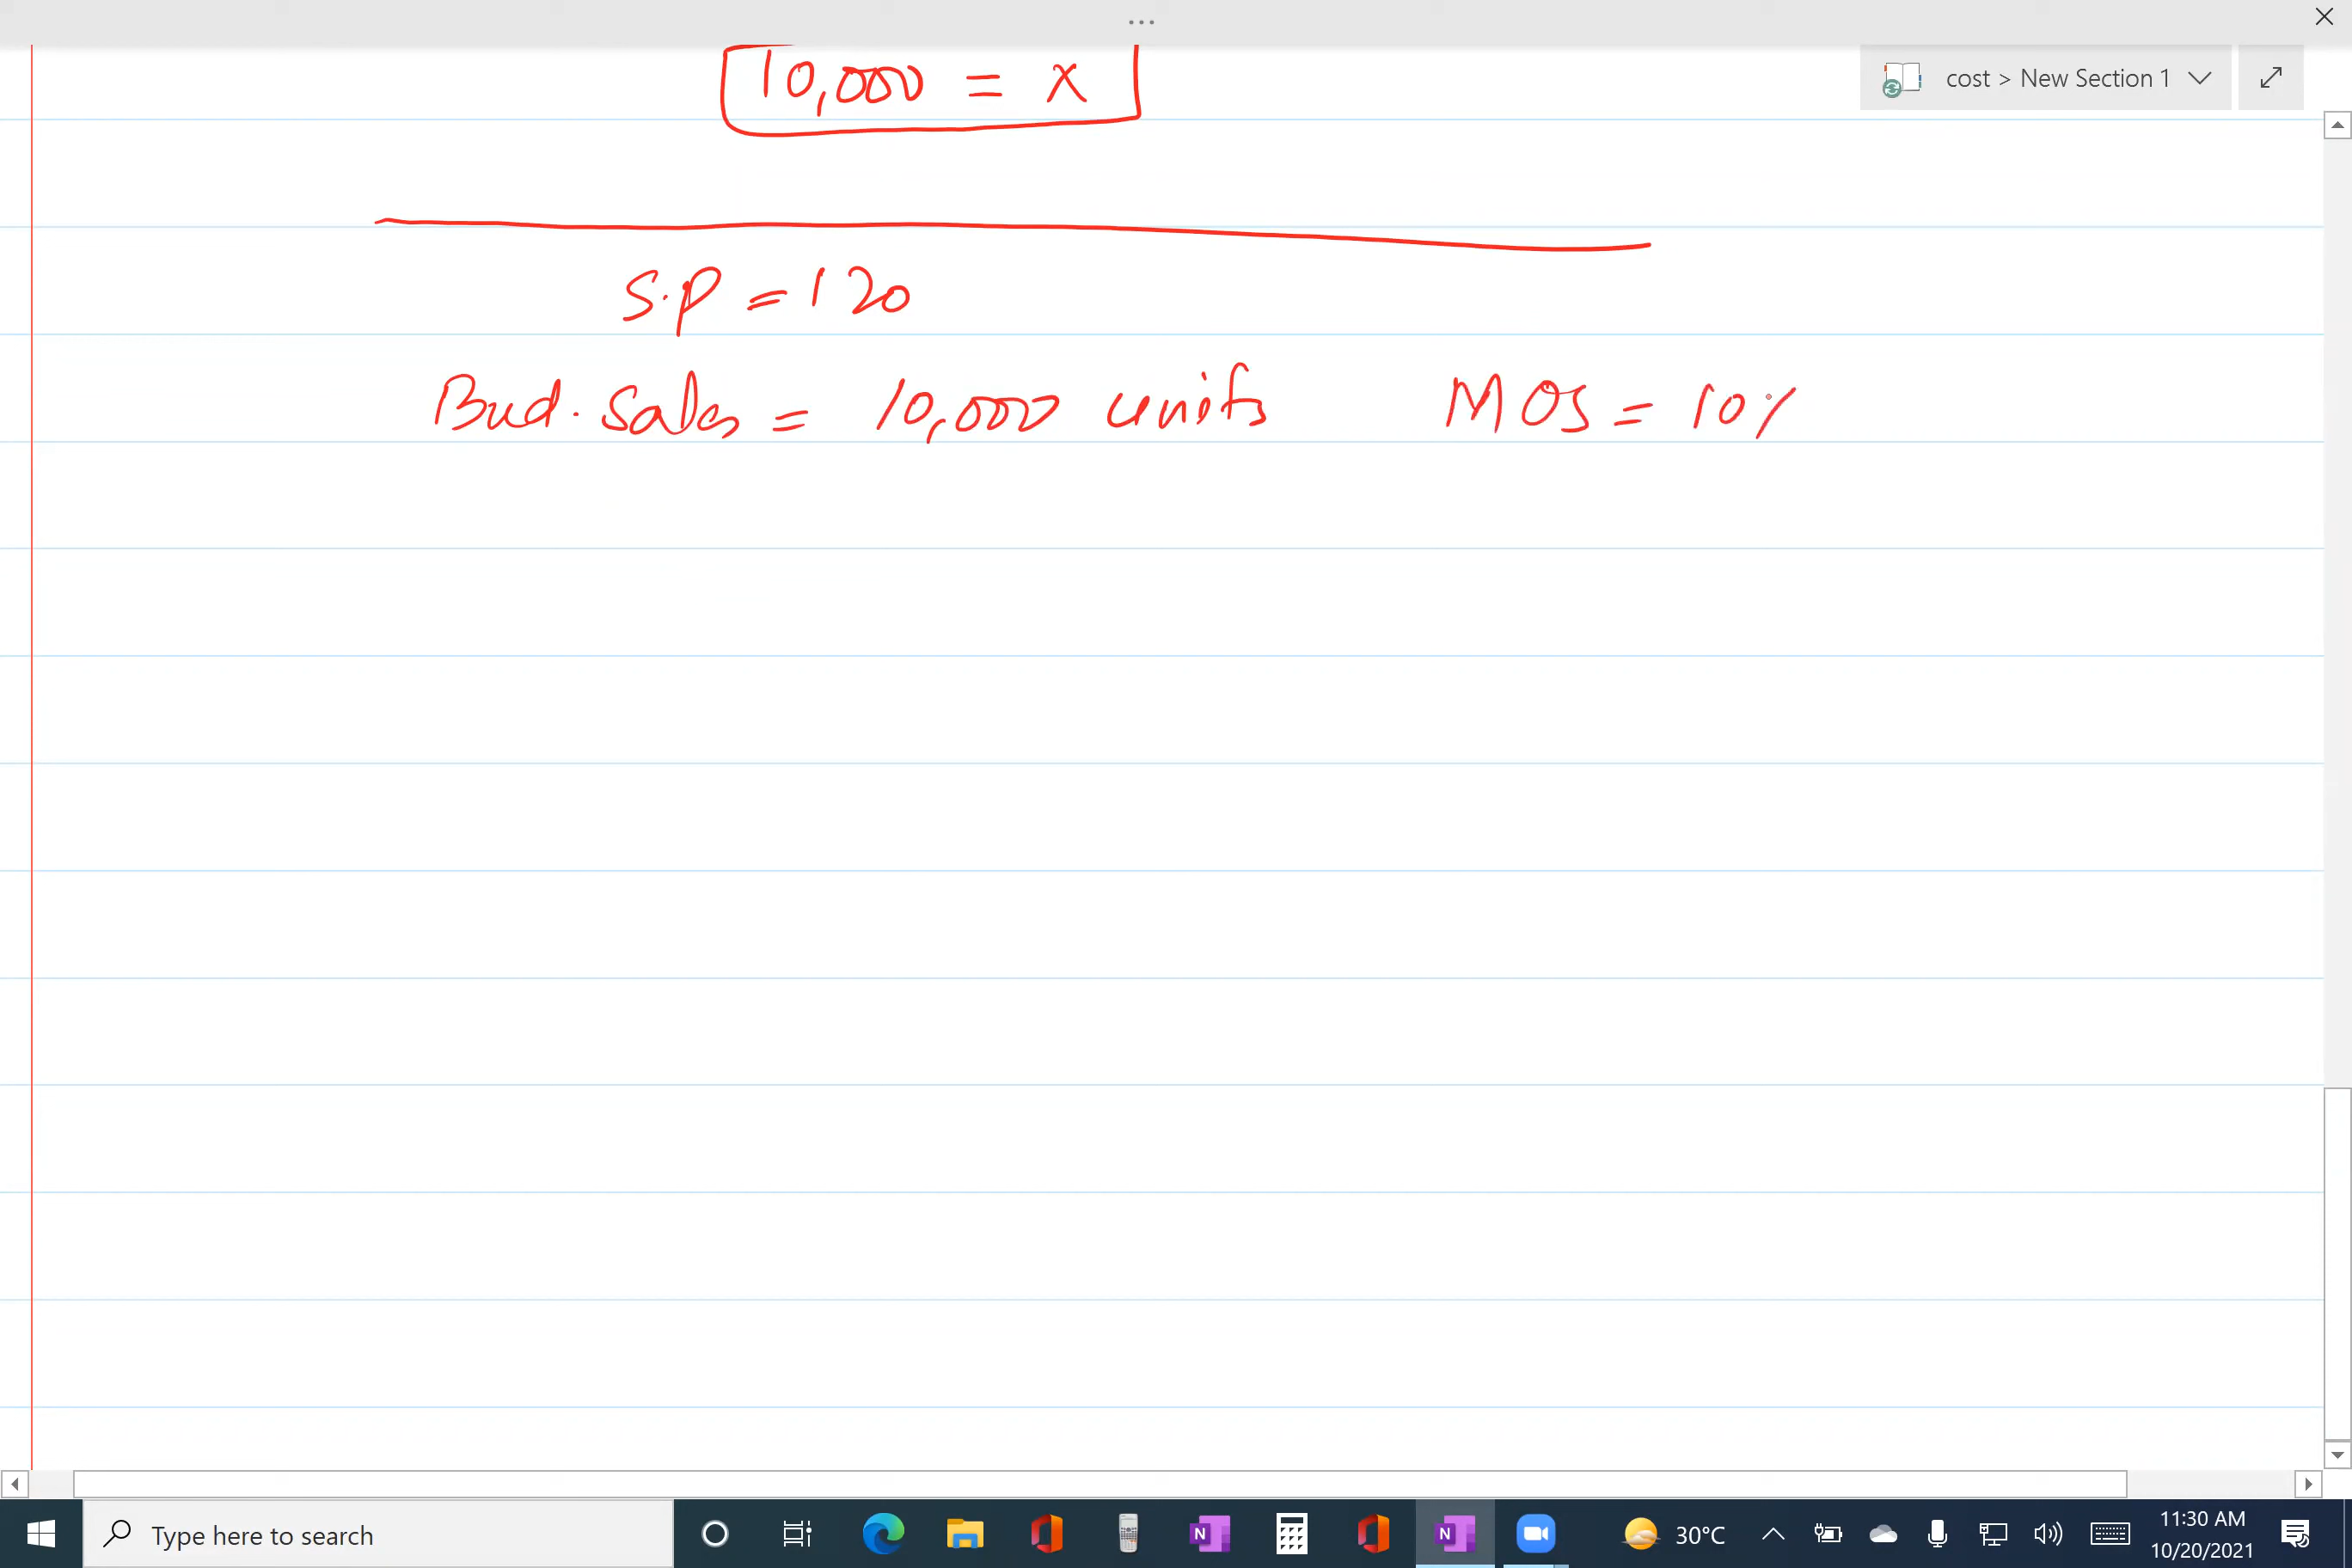 10,000 = x
cost > New Section 1
S.P = 120
Bud. Sales = 10,000 units MOS = 10%
Type here to search
30°C
11:30 AM
10/20/2021